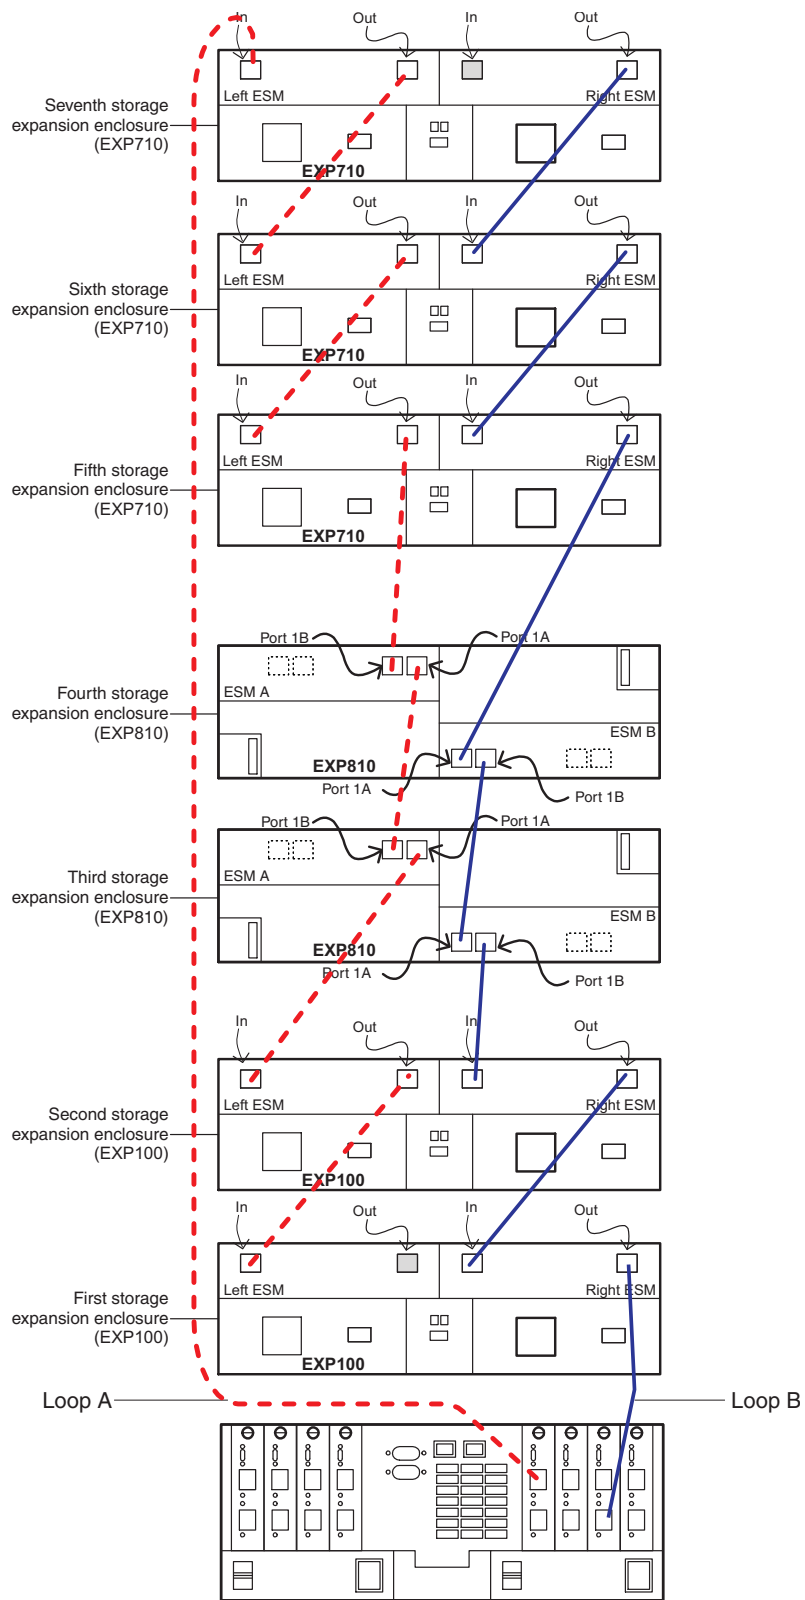 In
Out
In
Out
Left ESM
Right ESM
Seventh storage
expansion enclosure
(EXP710)
EXP710
In
Out
In
Out
Left ESM
Right ESM
Sixth storage
expansion enclosure
(EXP710)
EXP710
In
Out
In
Out
Left ESM
Right ESM
Fifth storage
expansion enclosure
(EXP710)
EXP710
Port 1B
Port 1A
ESM A
Fourth storage
expansion enclosure
(EXP810)
ESM B
EXP810
Port 1A
Port 1B
Port 1B
Port 1A
ESM A
Third storage
expansion enclosure
(EXP810)
ESM B
EXP810
Port 1A
Port 1B
In
Out
In
Out
Left ESM
Right ESM
Second storage
expansion enclosure
(EXP100)
EXP100
In
Out
In
Out
Left ESM
Right ESM
First storage
expansion enclosure
(EXP100)
EXP100
Loop A
Loop B